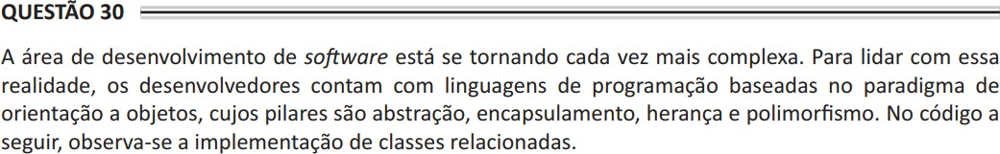 QUESTÃO 30
A área de desenvolvimento de software está se tornando cada vez mais complexa. Para lidar com essa
realidade, os desenvolvedores contam com linguagens de programação baseadas no paradigma de
orientação a objetos, cujos pilares são abstração, encapsulamento, herança e polimorfismo. No código a
seguir, observa-se a implementação de classes relacionadas.